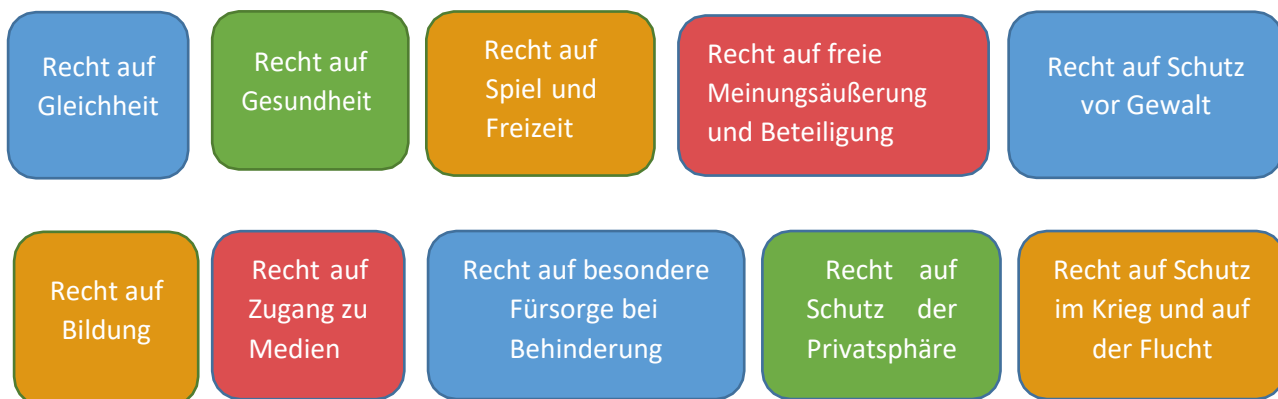 Recht auf
Gleichheit
Recht auf
Gesundheit
Recht auf
Spiel und
Freizeit
Recht auf freie
Meinungsäußerung
und Beteiligung
Recht auf Schutz
vor Gewalt
Recht auf
Bildung
Recht auf
Zugang zu
Medien
Recht auf besondere
Fürsorge bei
Behinderung
Recht auf
Schutz der
Privatsphäre
Recht auf Schutz
im Krieg und auf
der Flucht